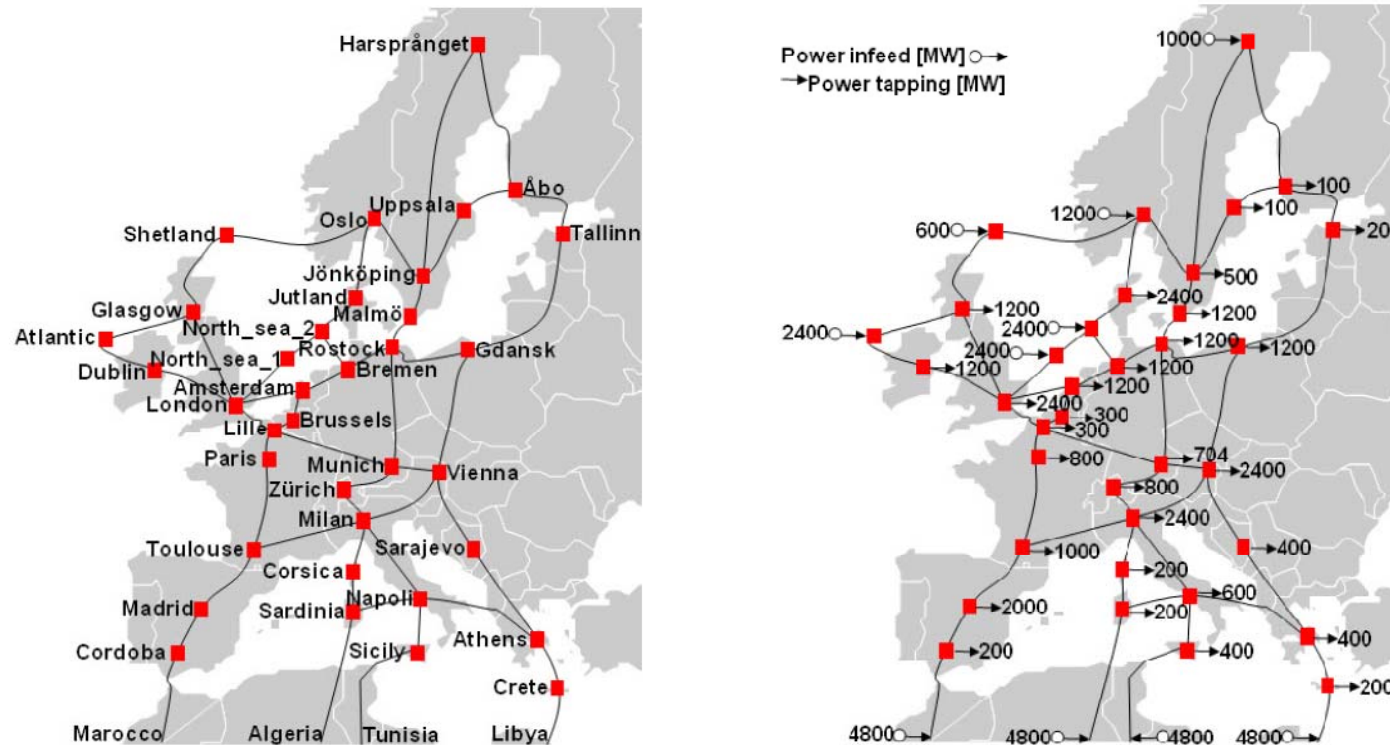 Harsprånget
Åbo
Uppsala
Oslo
Shetland
Tallinn
Jönköping
Jutland
Glasgow
Malmö
Atlantic
North_sea_2
Rostock
Gdansk
North_sea_1
Dublin
Bremen
Amsterdam
London
Brussels
Lille
Paris
Munich
Vienna
Zürich
Milan
Toulouse
Sarajevo
Corsica
Napoli
Madrid
Sardinia
Athens
Cordoba
Sicily
Crete
Marocco
Algeria
Tunisia
Libya
1000
Power infeed [MW]
Power tapping [MW]
100
100
1200
600
20
500
2400
1200
1200
2400
2400
1200
1200
2400
1200
1200
1200
2400
300
300
800
704
2400
800
2400
1000
400
200
600
2000
200
400
200
400
200
4800
4800
4800
4800